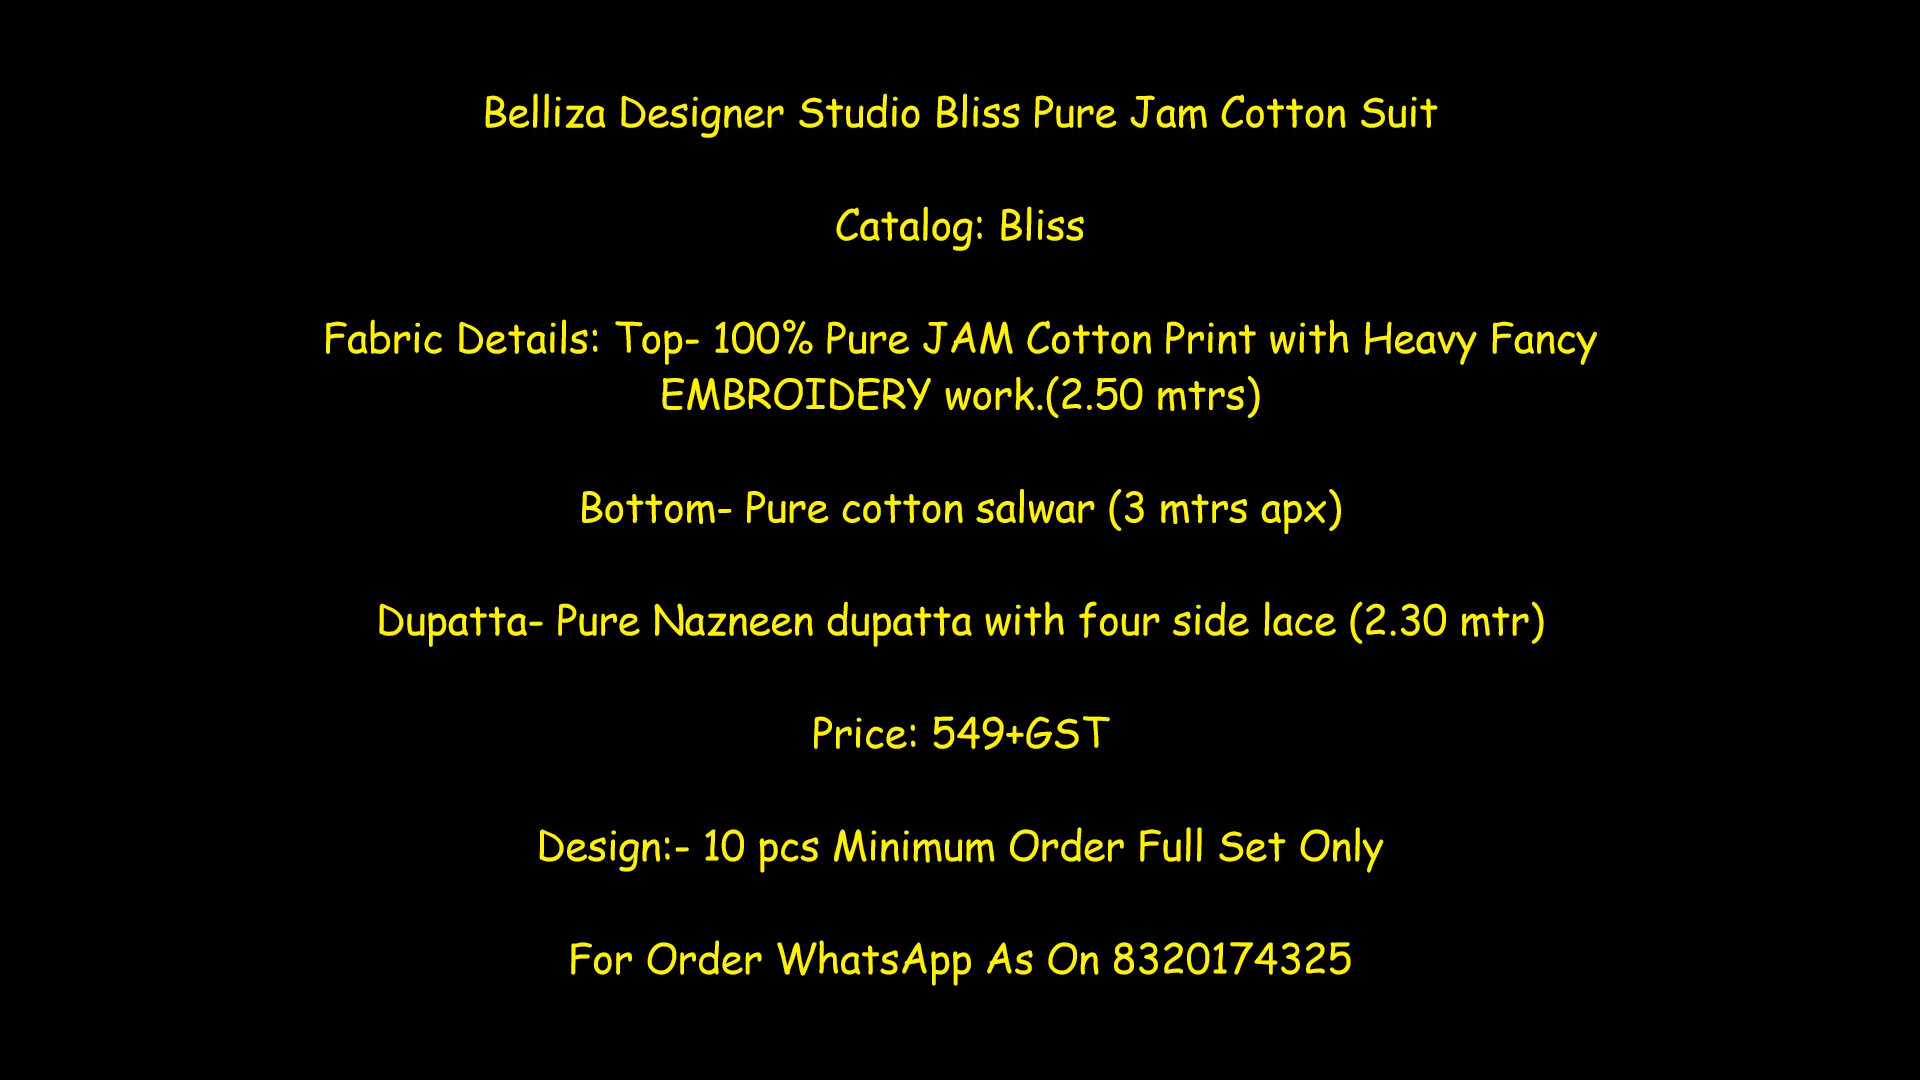 Belliza Designer Studio Bliss Pure Jam Cotton Suit
Catalog: Bliss
Fabric Details: Top- 100% Pure JAM Cotton Print with Heavy Fancy
EMBROIDERY work.(2.50 mtrs)
Bottom- Pure cotton salwar (3 mtrs apx)
Dupatta- Pure Nazneen dupatta with four side lace (2.30 mtr)
Price: 549+GST
Design:- 10 pcs Minimum Order Full Set Only
For Order WhatsApp As On 8320174325